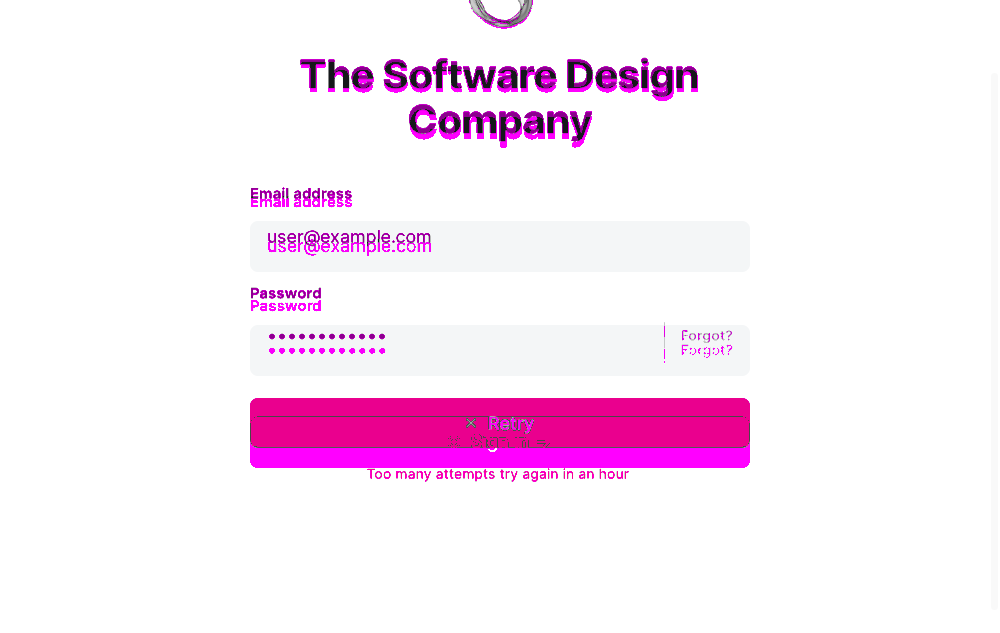 The Software Design
Company
Email address
Email address
user@example.com
user@example.com
Password
Password
Forgot?
Forgot?
Retry
Too many attempts try again in an hour